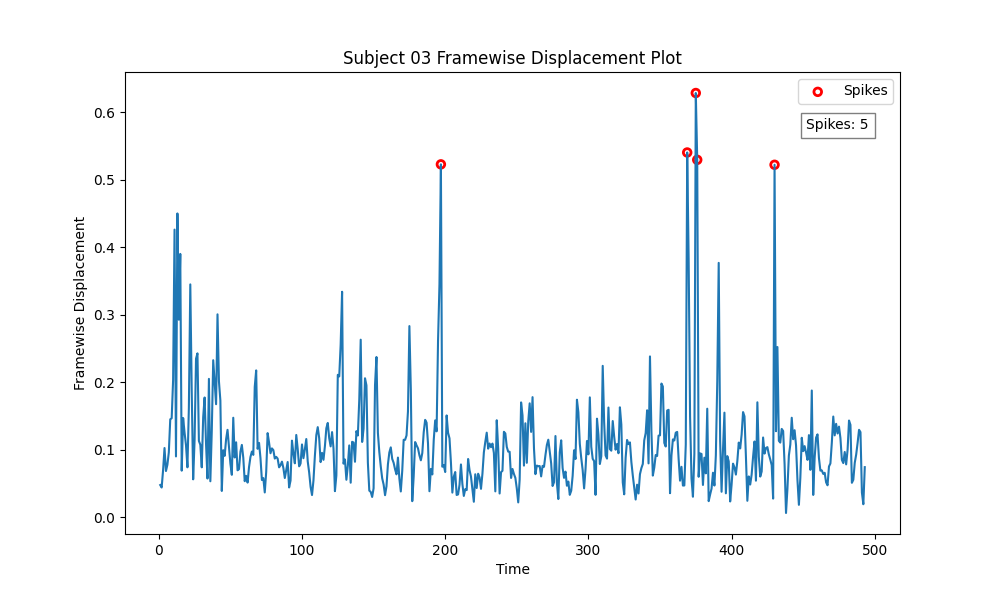 Subject 03 Framewise Displacement Plot
Spikes
Spikes: 5
Framewise Displacement
0.6
0.5
0.4
0.3
0.2
0.1
0.0
0 100 200 300 400 500
Time